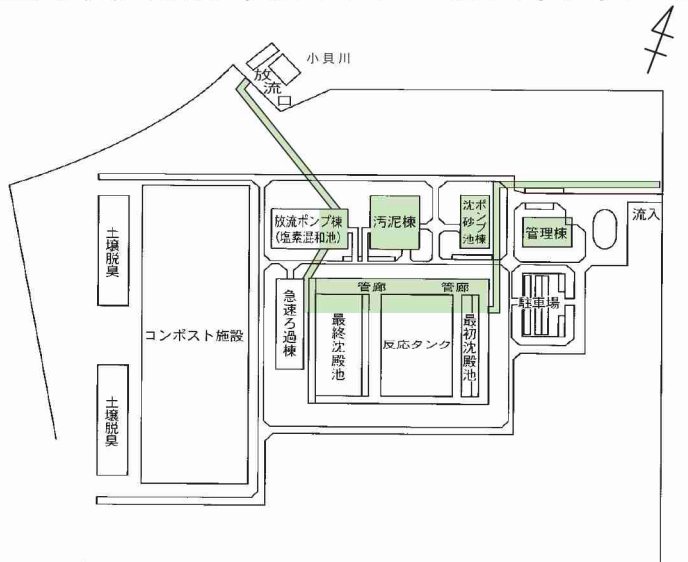 小貝川
放流口
流入
放流ポンプ棟
(塩素混和池)
汚泥棟
沈砂池
ポンプ棟
管理棟
土壌脱臭
コンポスト施設
急速ろ過棟
管廊
管廊
最終沈殿池
反応タンク
最初沈殿池
駐車場
土壌脱臭